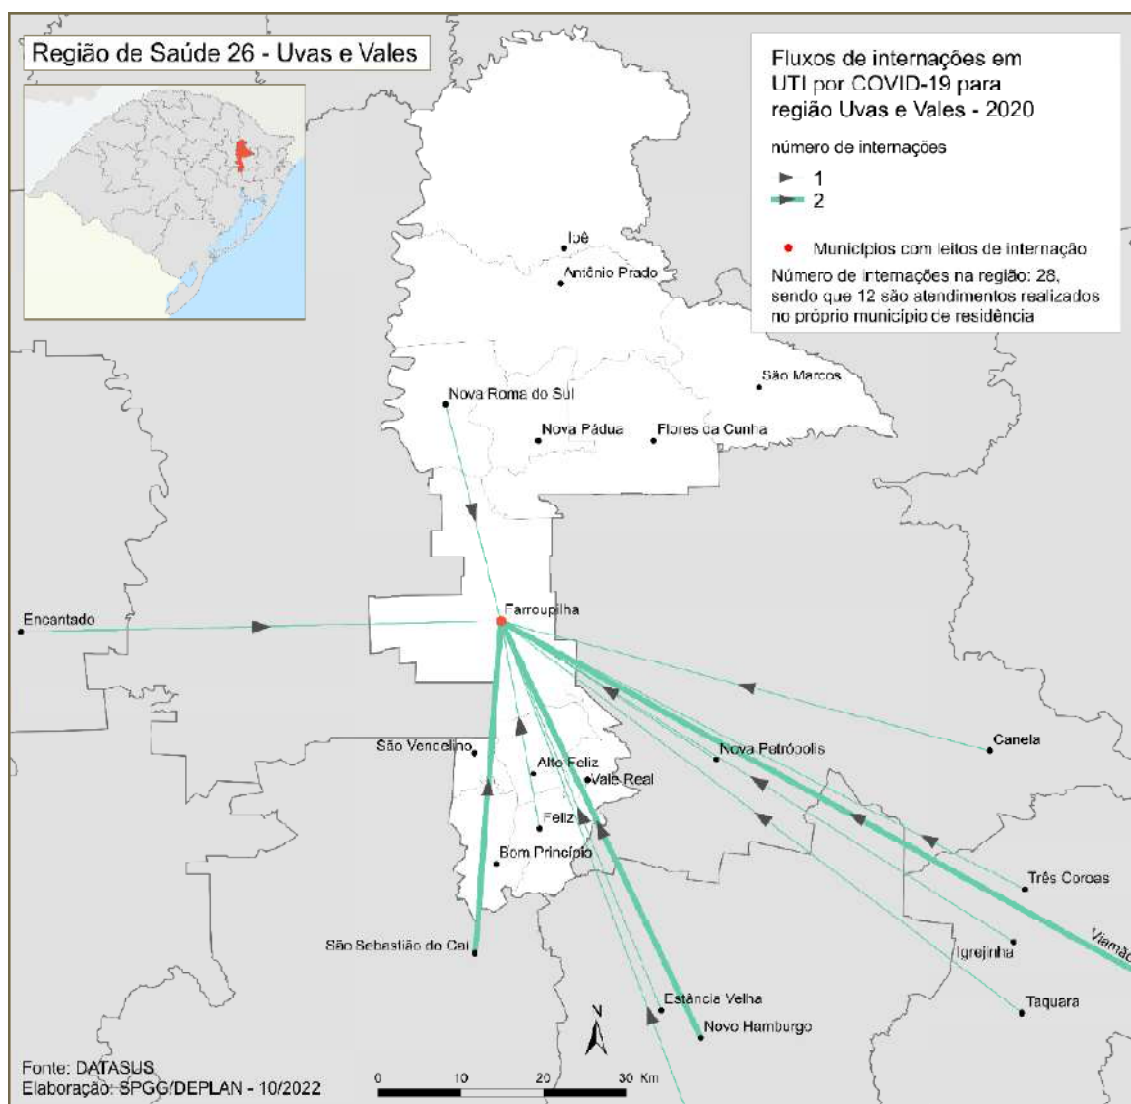 Região de Saúde 26 - Uvas e Vales
Fluxos de internações em
UTI por COVID-19 para
região Uvas e Vales - 2020
número de internações
1
2
Municípios com leitos de internação
Número de internações na região: 28,
sendo que 12 são atendimentos realizados
no próprio município de residência
Ipê
Antônio Prado
São Marcos
Nova Roma do Sul
Nova Pádua
Flores da Cunha
Farroupilha
Encantado
São Vendelino
Nova Petrópolis
Canela
Alto Feliz
Vale Real
Feliz
Bom Princípio
Três Coroas
São Sebastião do Caí
Igrejinha
Viamão
Estância Velha
Taquara
Novo Hamburgo
N
Fonte: DATASUS
Elaboração: SPGG/DEPLAN - 10/2022
0 10 20 30 Km